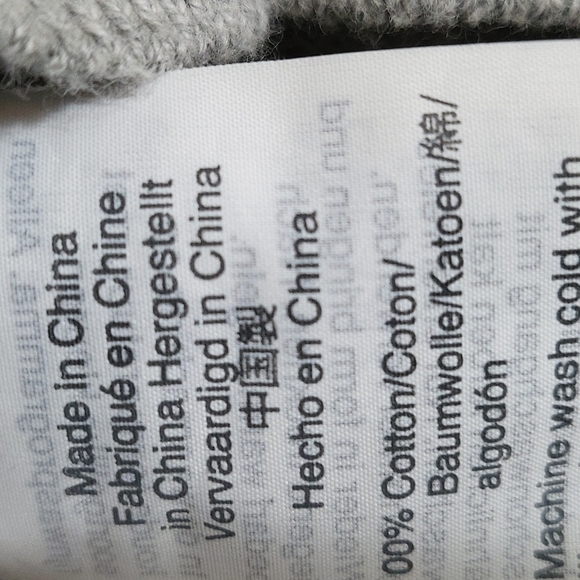 Made in China
Fabriqué en Chine
in China Hergestellt
Vervaardigd in China
中国製
Hecho en China
00% Cotton/Coton/
Baumwolle/Katoen/綿/
algodón
Machine wash cold with